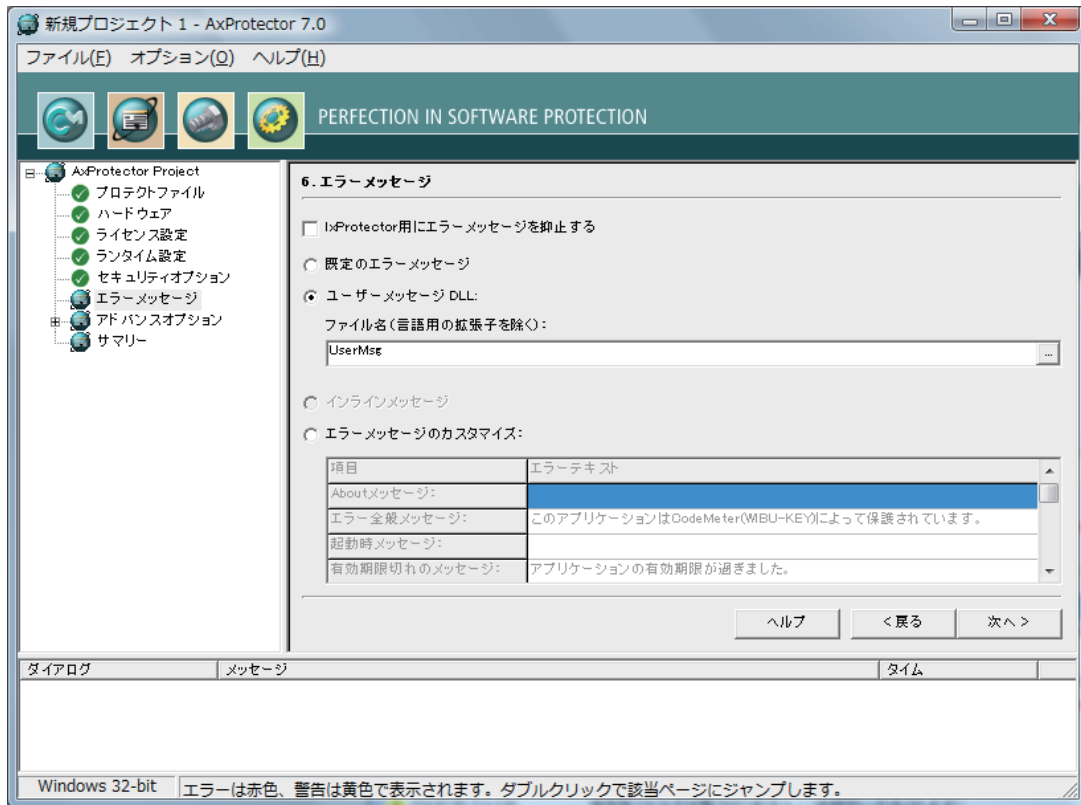 新規プロジェクト 1 - AxProtector 7.0
ファイル(F) オプション(O) ヘルプ(H)
PERFECTION IN SOFTWARE PROTECTION
AxProtector Project
プロテクトファイル
ハードウェア
ライセンス設定
ランタイム設定
セキュリティオプション
エラーメッセージ
アドバンスオプション
サマリー
6.エラーメッセージ
IxProtector用にエラーメッセージを抑止する
既定のエラーメッセージ
ユーザーメッセージ DLL:
ファイル名(言語用の拡張子を除く):
UserMsg
...
インラインメッセージ
エラーメッセージのカスタマイズ:
項目 エラーテキスト
Aboutメッセージ:
エラー全般メッセージ: このアプリケーションはCodeMeter(WIBU-KEY)によって保護されています。
起動時メッセージ:
有効期限切れのメッセージ: アプリケーションの有効期限が過ぎました。
ヘルプ <戻る 次へ>
ダイアログ メッセージ タイム
Windows 32-bit エラーは赤色、警告は黄色で表示されます。ダブルクリックで該当ページにジャンプします。